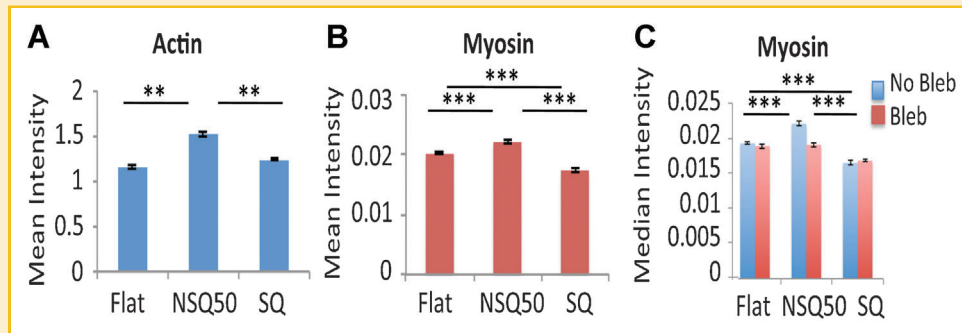 A
Actin
Mean Intensity
2
1.5
1
0.5
0
**
**
Flat NSQ50 SQ
B
Myosin
Mean Intensity
0.03
0.02
0.01
0
***
***
***
Flat NSQ50 SQ
C
Myosin
Median Intensity
0.025
0.02
0.015
0.01
0.005
0
***
***
***
No Bleb
Bleb
Flat NSQ50 SQ